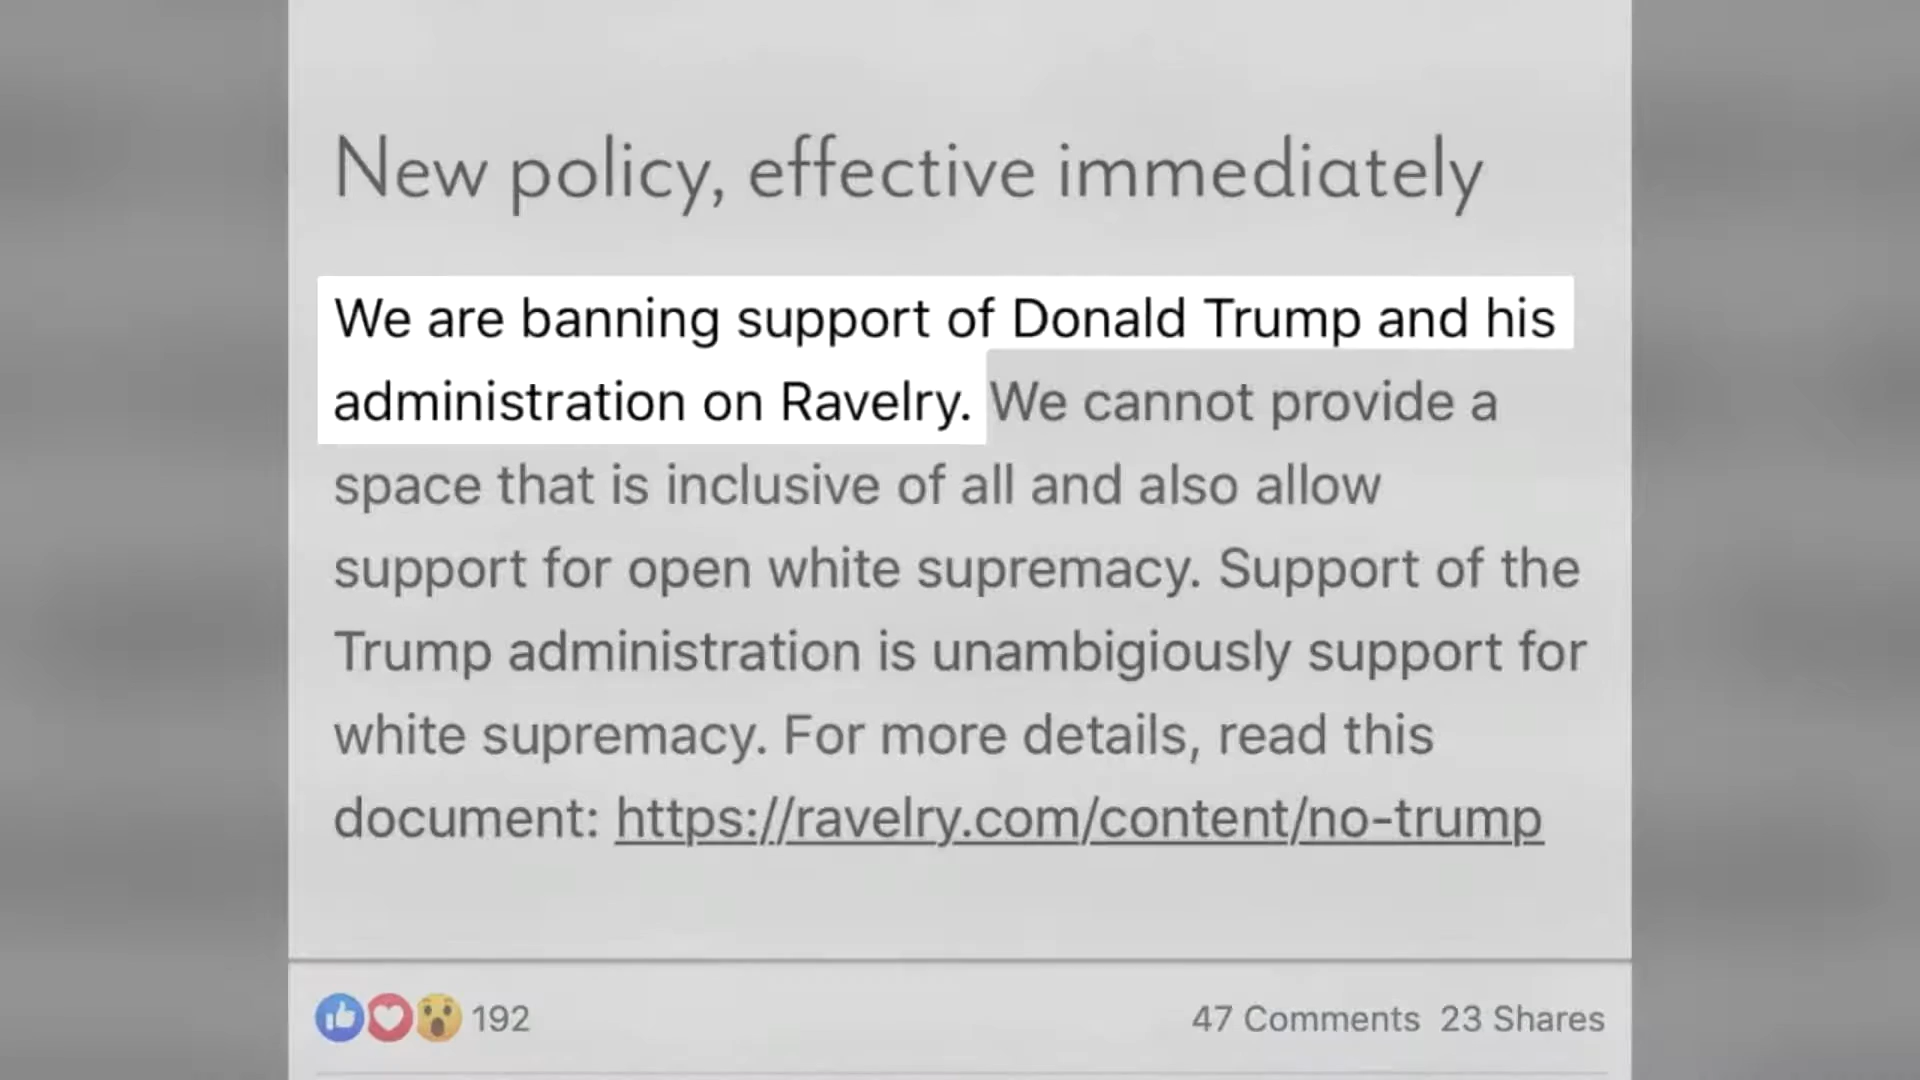 New policy, effective immediately
We are banning support of Donald Trump and his
administration on Ravelry. We cannot provide a
space that is inclusive of all and also allow
support for open white supremacy. Support of the
Trump administration is unambigiously support for
white supremacy. For more details, read this
document: https://ravelry.com/content/no-trump
192 47 Comments 23 Shares